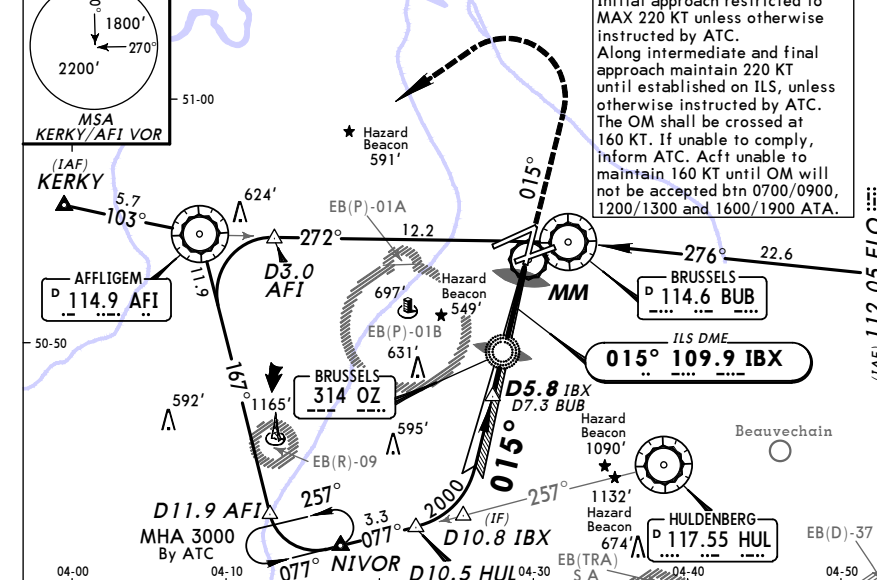 Initial approach restricted to
MAX 220 KT unless otherwise
instructed by ATC.
Along intermediate and final
approach maintain 220 KT
until established on ILS, unless
otherwise instructed by ATC.
The OM shall be crossed at
160 KT. If unable to comply,
inform ATC. Acft unable to
maintain 160 KT until OM will
not be accepted btn 0700/0900,
1200/1300 and 1600/1900 ATA.
1800'
270°
2200'
MSA
KERKY/AFI VOR
51-00
Hazard
Beacon
591'
(IAF)
KERKY
5.7
103°
624'
EB(P)-01A
015°
272°
12.2
276°
22.6
D3.0
AFI
AFFLIGEM
D 114.9 AFI
11.9
697'
Hazard
Beacon
549'
EB(P)-01B
631'
MM
BRUSSELS
D 114.6 BUB
ILS DME
015° 109.9 IBX
50-50
167°
BRUSSELS
314 OZ
1165'
592'
595'
EB(R)-09
D5.8 IBX
D7.3 BUB
015°
Hazard
Beacon
1090'
Beauvechain
1132'
Hazard
Beacon
674'
257°
HULDENBERG
D 117.55 HUL
D11.9 AFI
257°
MHA 3000
By ATC
077°
NIVOR
3.3
077°
2000
(IF)
D10.8 IBX
D10.5 HUL
EB(TRA)
S A
EB(D)-37
04-00
04-10
04-30
04-40
04-50
(IAF) 112.05 FLO